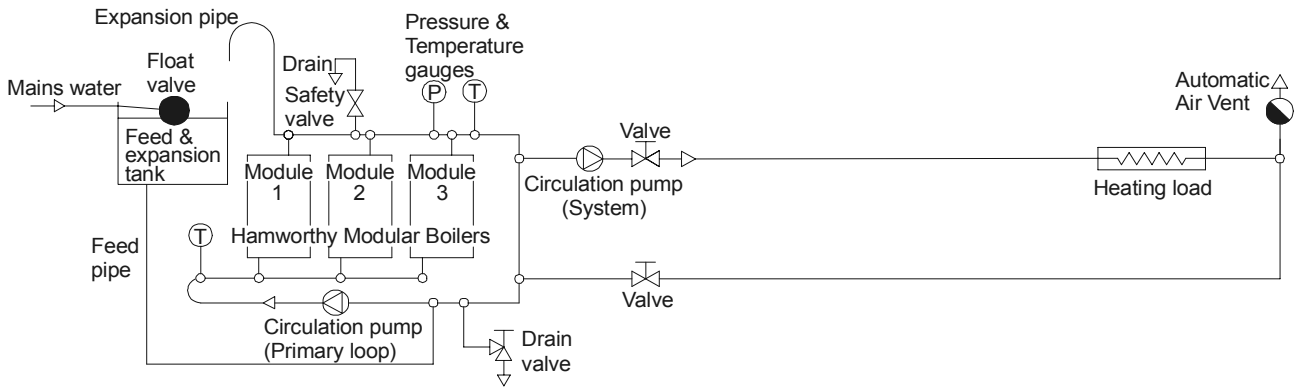 Expansion pipe
Pressure &
Temperature
gauges
Float
valve
Drain
Mains water
Safety
valve
P
T
Automatic
Air Vent
Feed &
expansion
tank
Valve
Module
1
Module
2
Module
3
Circulation pump
(System)
Heating load
T
Hamworthy Modular Boilers
Feed
pipe
Valve
Circulation pump
(Primary loop)
Drain
valve